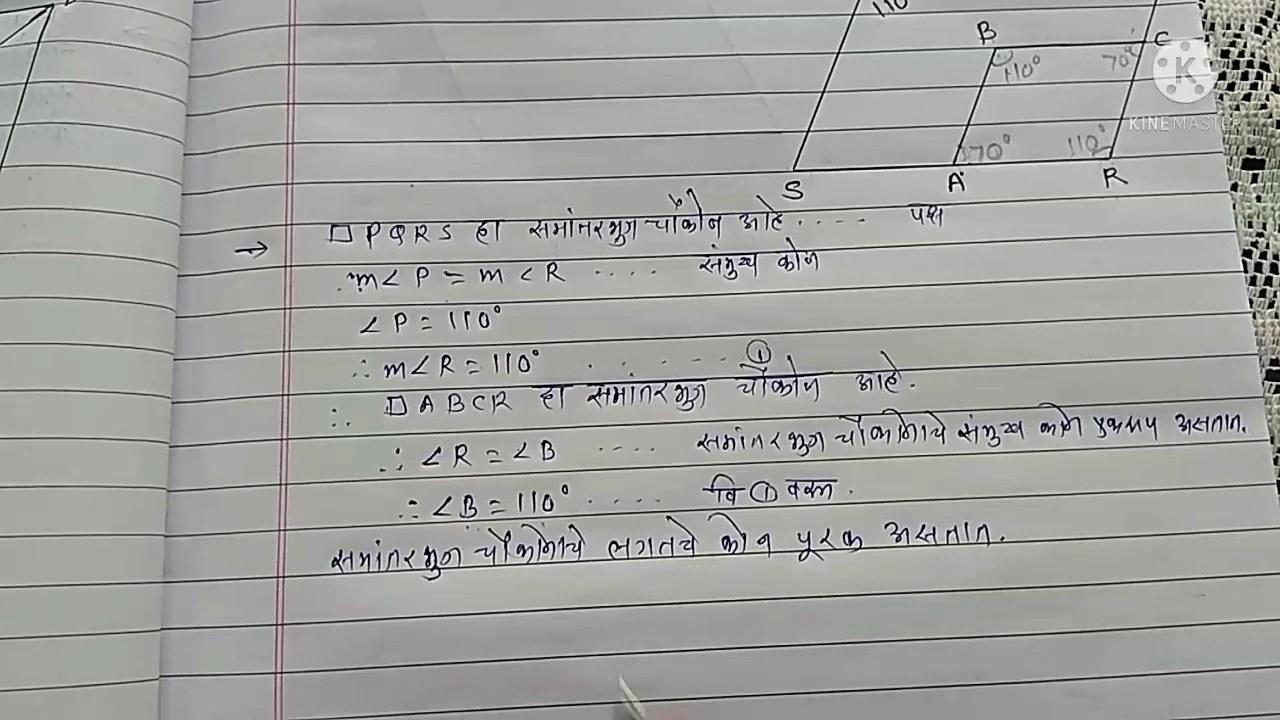 110
B
C
110°
70°
KINEMASTER
70°
110°
S
A
R
→ □PQRS हा समांतरभुज चौकोन आहे. .... पक्ष
∴ m∠P = m∠R .... संमुख कोन
∠P = 110°
∴ m∠R = 110° ...... ①
∴ □ABCR हा समांतरभुज चौकोन आहे.
∴ ∠R = ∠B .... समांतरभुज चौकोनाचे संमुख कोन एकरूप असतात.
∴ ∠B = 110° .... वि ① वरून.
समांतरभुज चौकोनाचे लगतचे कोन पूरक असतात.